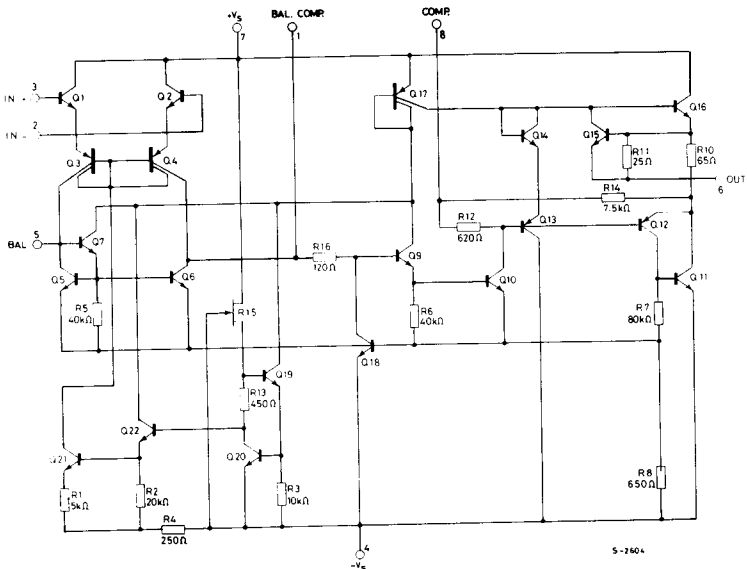 +Vs
7
BAL. COMP.
1
COMP.
8
3
IN +
Q1
Q2
2
IN -
Q3
Q4
Q17
Q16
Q14
Q15
R11
25Ω
R10
65Ω
OUT
6
R14
7.5kΩ
5
BAL
Q7
R16
120Ω
R12
620Ω
Q13
Q12
Q5
Q6
Q9
Q10
Q11
R5
40kΩ
R15
R6
40kΩ
R7
80kΩ
Q18
Q19
R13
450Ω
Q22
Q21
Q20
R1
5kΩ
R2
20kΩ
R3
10kΩ
R8
650Ω
R4
250Ω
4
-Vs
S-2604